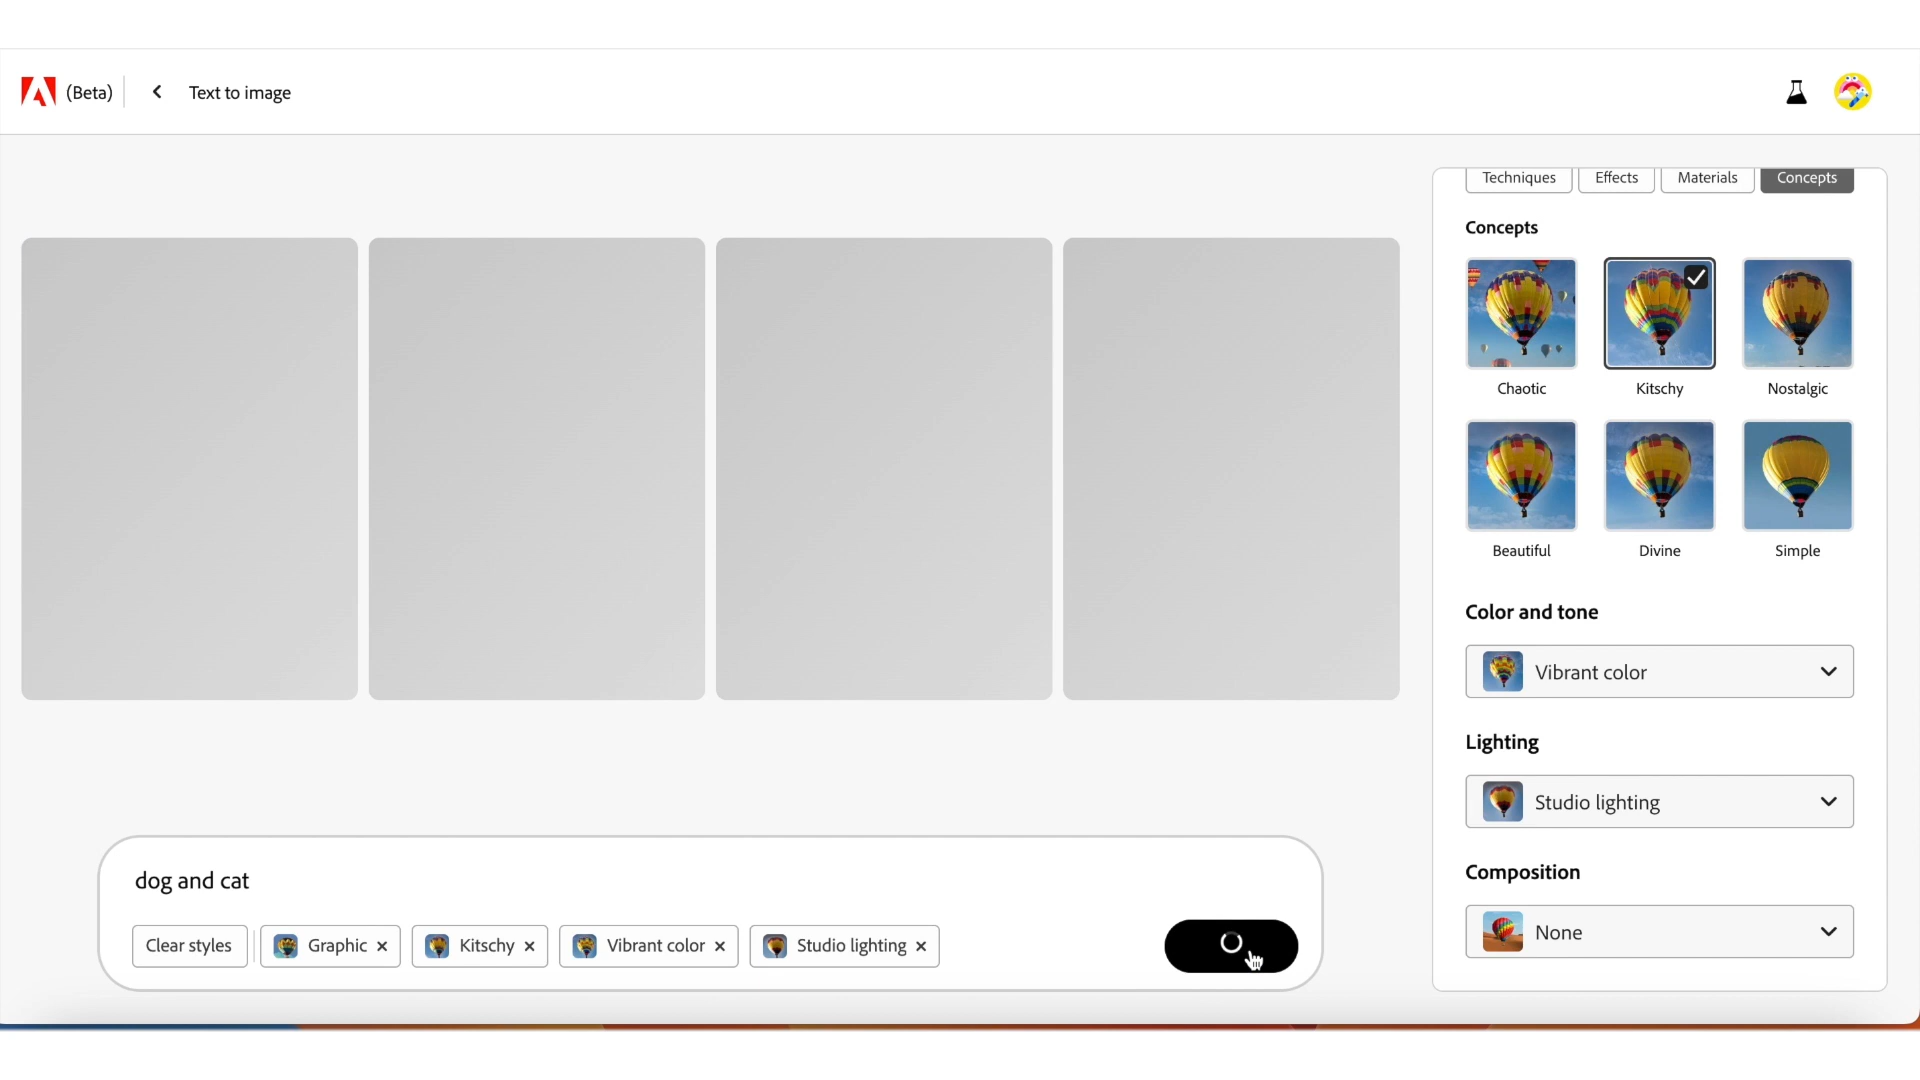 (Beta)
Text to image
Techniques
Effects
Materials
Concepts
Concepts
Chaotic
Kitschy
Nostalgic
Beautiful
Divine
Simple
Color and tone
Vibrant color
Lighting
Studio lighting
Composition
None
dog and cat
Clear styles
Graphic
Kitschy
Vibrant color
Studio lighting